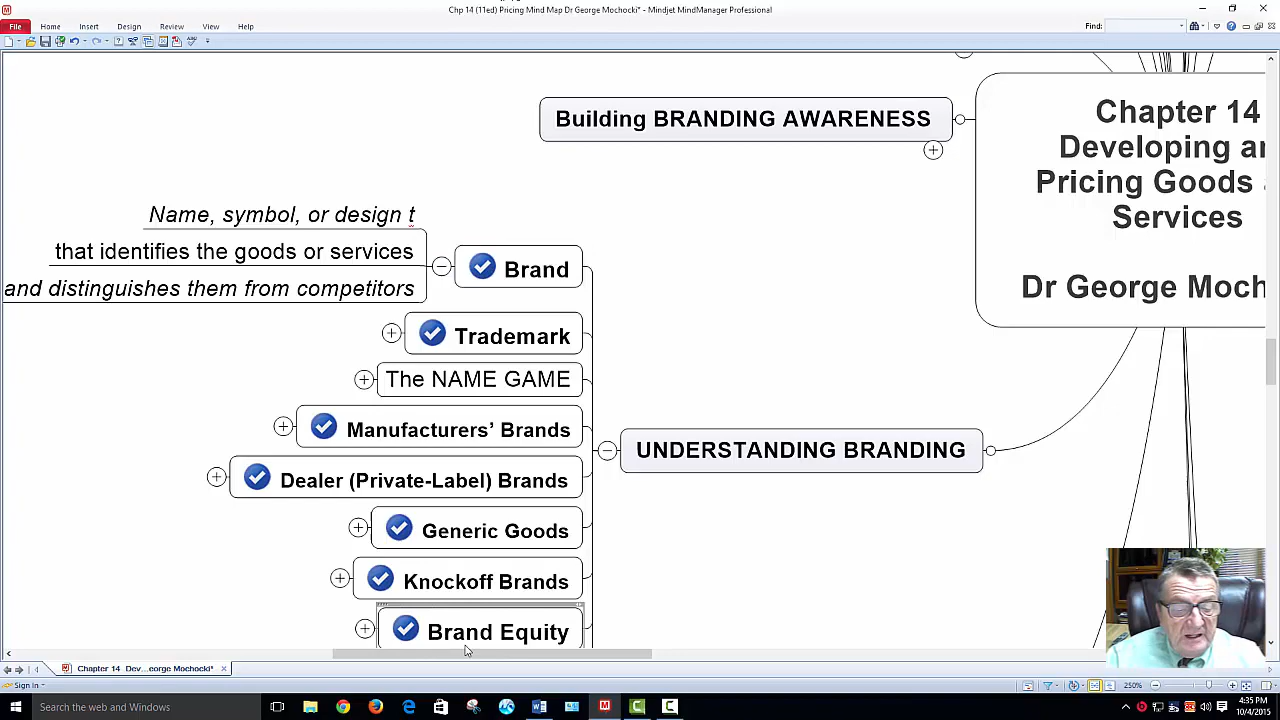 Chp 14 (11ed) Pricing Mind Map Dr George Mochocki* - Mindjet MindManager Professional
File
Home
Insert
Design
Review
View
Help
Find:
Building BRANDING AWARENESS
Chapter 14
Developing an
Pricing Goods
Services
Dr George Moch
Name, symbol, or design t
that identifies the goods or services
and distinguishes them from competitors
Brand
Trademark
The NAME GAME
Manufacturers’ Brands
UNDERSTANDING BRANDING
Dealer (Private-Label) Brands
Generic Goods
Knockoff Brands
Brand Equity
Chapter 14 Dev...eorge Mochocki*
Sign In
250%
Search the web and Windows
4:35 PM
10/4/2015